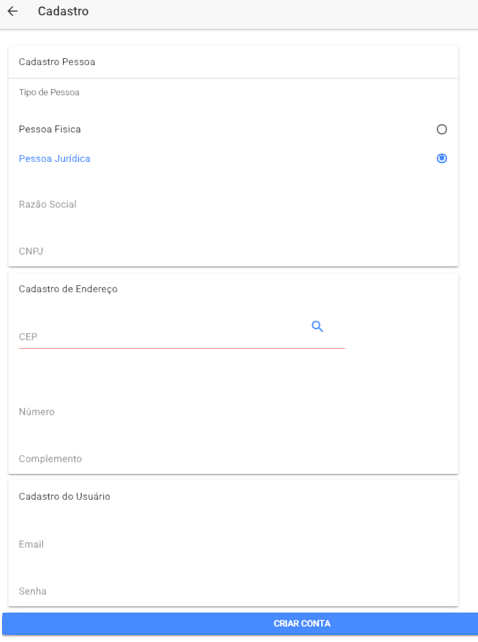 Cadastro
Cadastro Pessoa
Tipo de Pessoa
Pessoa Fisica
Pessoa Jurídica
Razão Social
CNPJ
Cadastro de Endereço
CEP
Número
Complemento
Cadastro do Usuário
Email
Senha
CRIAR CONTA